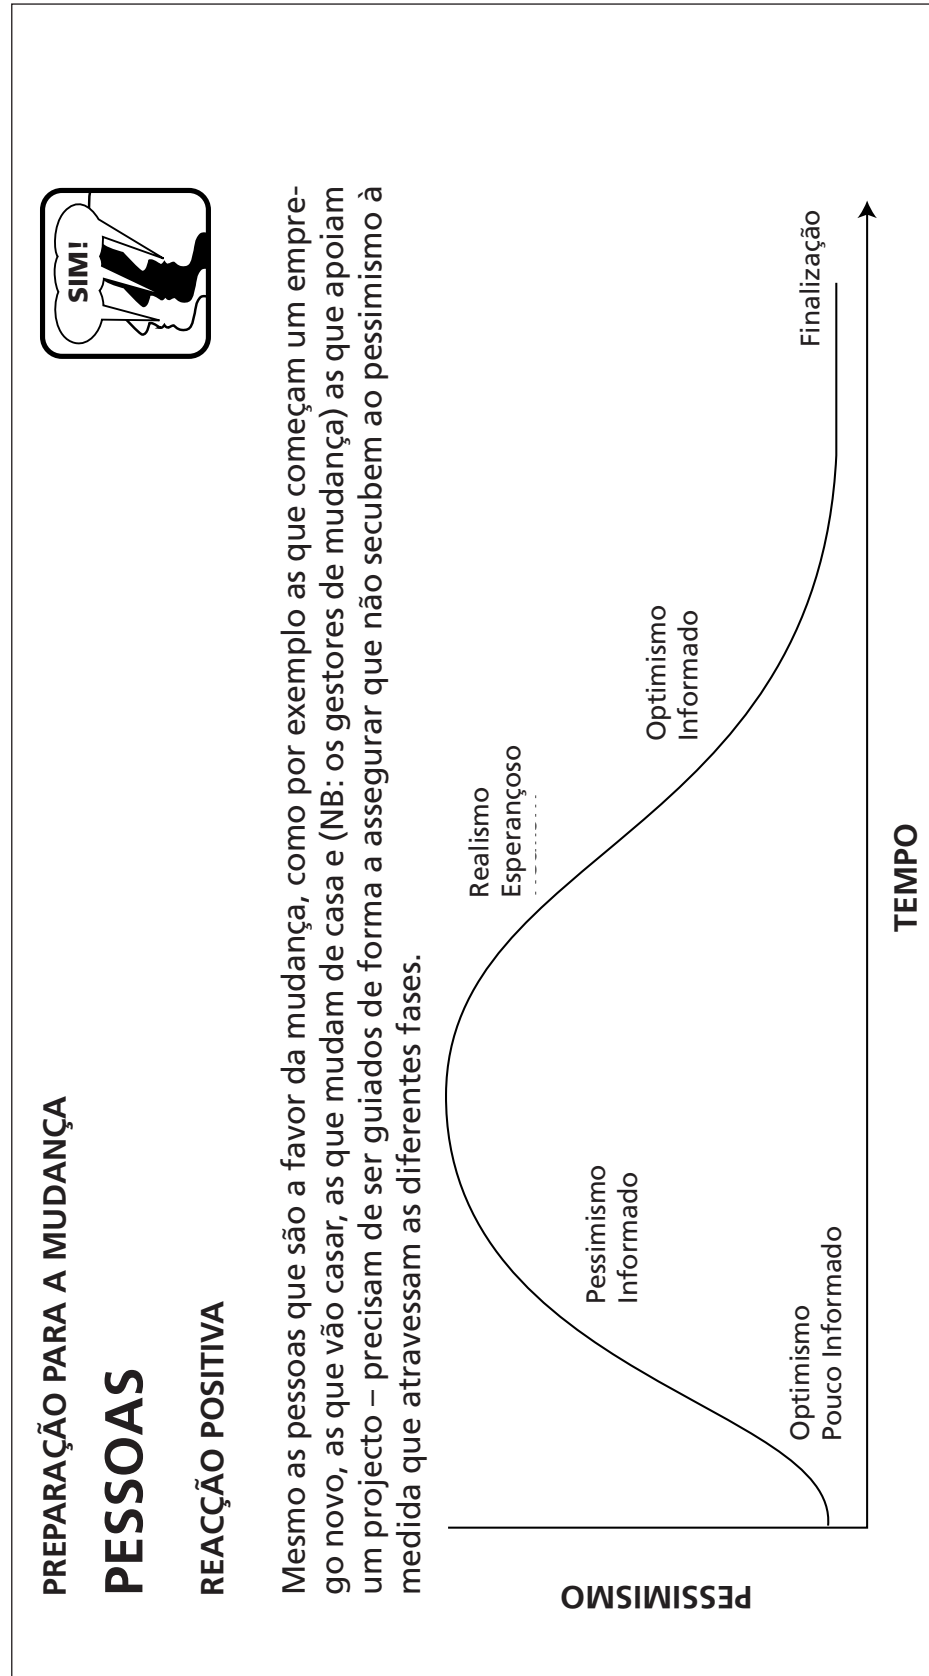 PREPARAÇÃO PARA A MUDANÇA
PESSOAS
REACÇÃO POSITIVA
SIM!
Mesmo as pessoas que são a favor da mudança, como por exemplo as que começam um empre-
go novo, as que vão casar, as que mudam de casa e (NB: os gestores de mudança) as que apoiam
um projecto – precisam de ser guiados de forma a assegurar que não secubem ao pessimismo à
medida que atravessam as diferentes fases.
PESSIMISMO
Optimismo
Pouco Informado
Pessimismo
Informado
Realismo
Esperançoso
Optimismo
Informado
Finalização
TEMPO